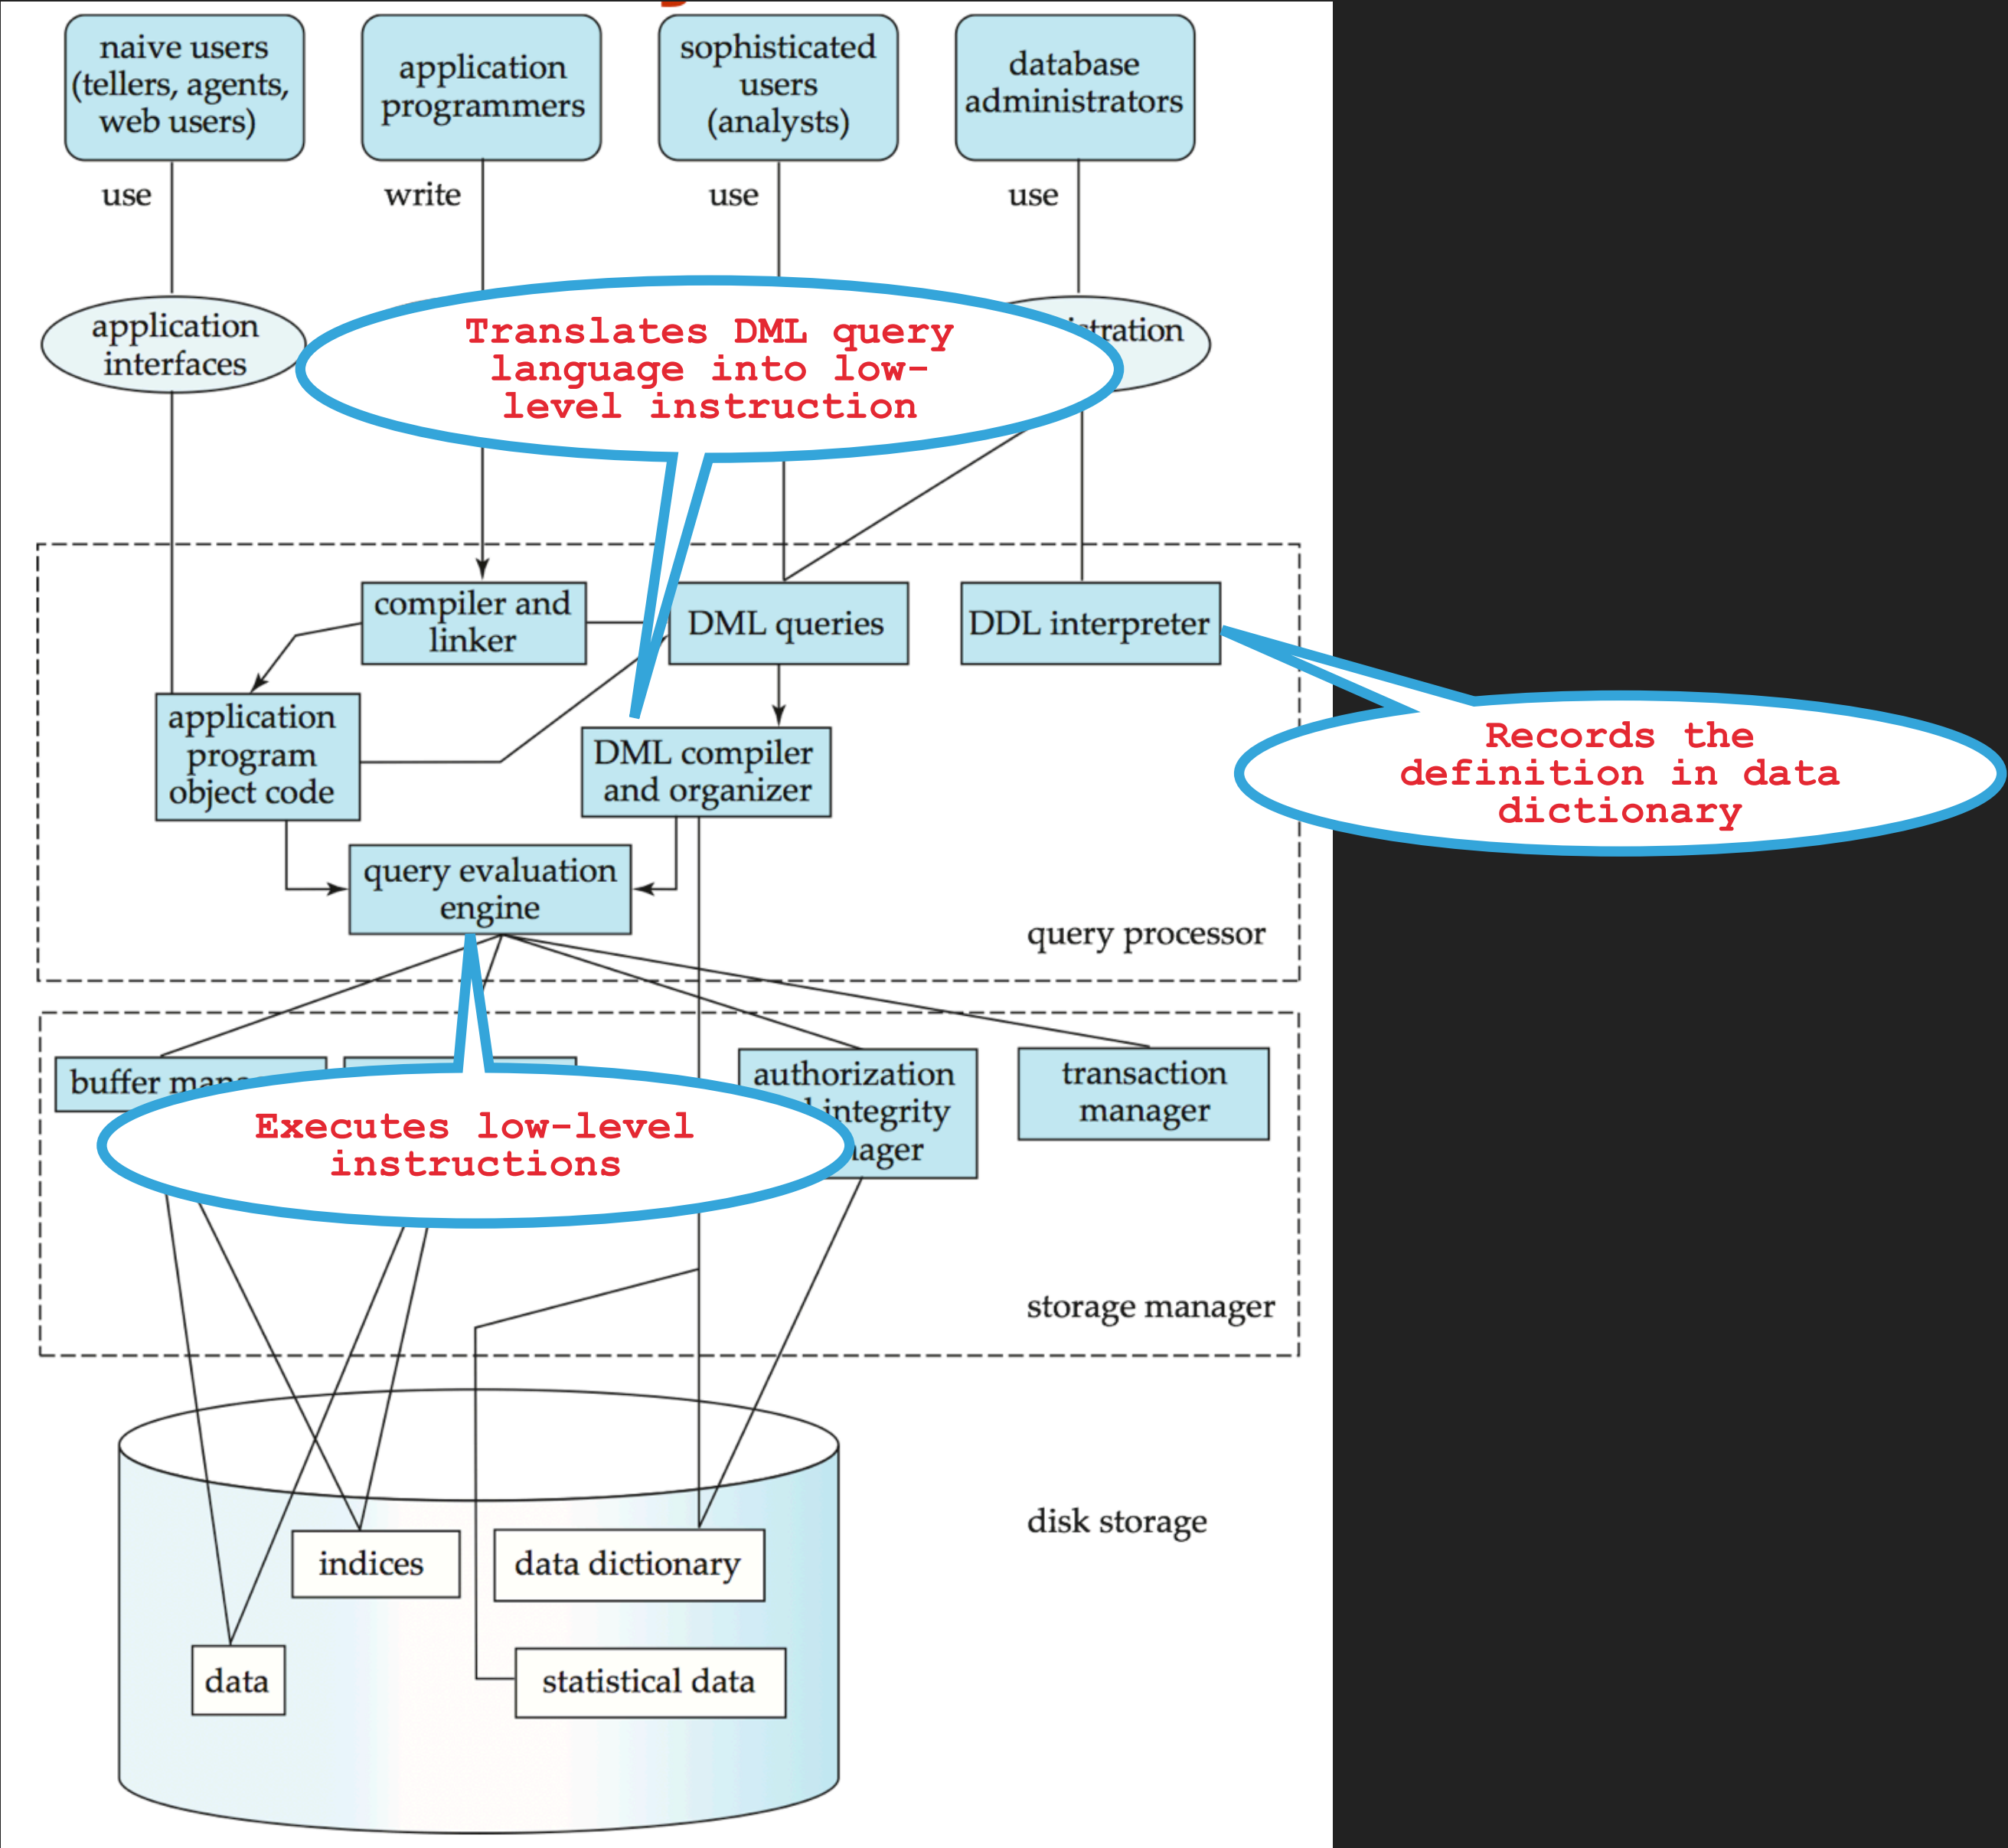 naive users
(tellers, agents,
web users)
application
programmers
sophisticated
users
(analysts)
database
administrators
use
write
use
use
application
interfaces
Translates DML query
language into low-
level instruction
compiler and
linker
DML queries
DDL interpreter
application
program
object code
DML compiler
and organizer
Records the
definition in data
dictionary
query evaluation
engine
query processor
buffer
authorization
integrity
transaction
manager
Executes low-level
instructions
storage manager
disk storage
indices
data dictionary
data
statistical data